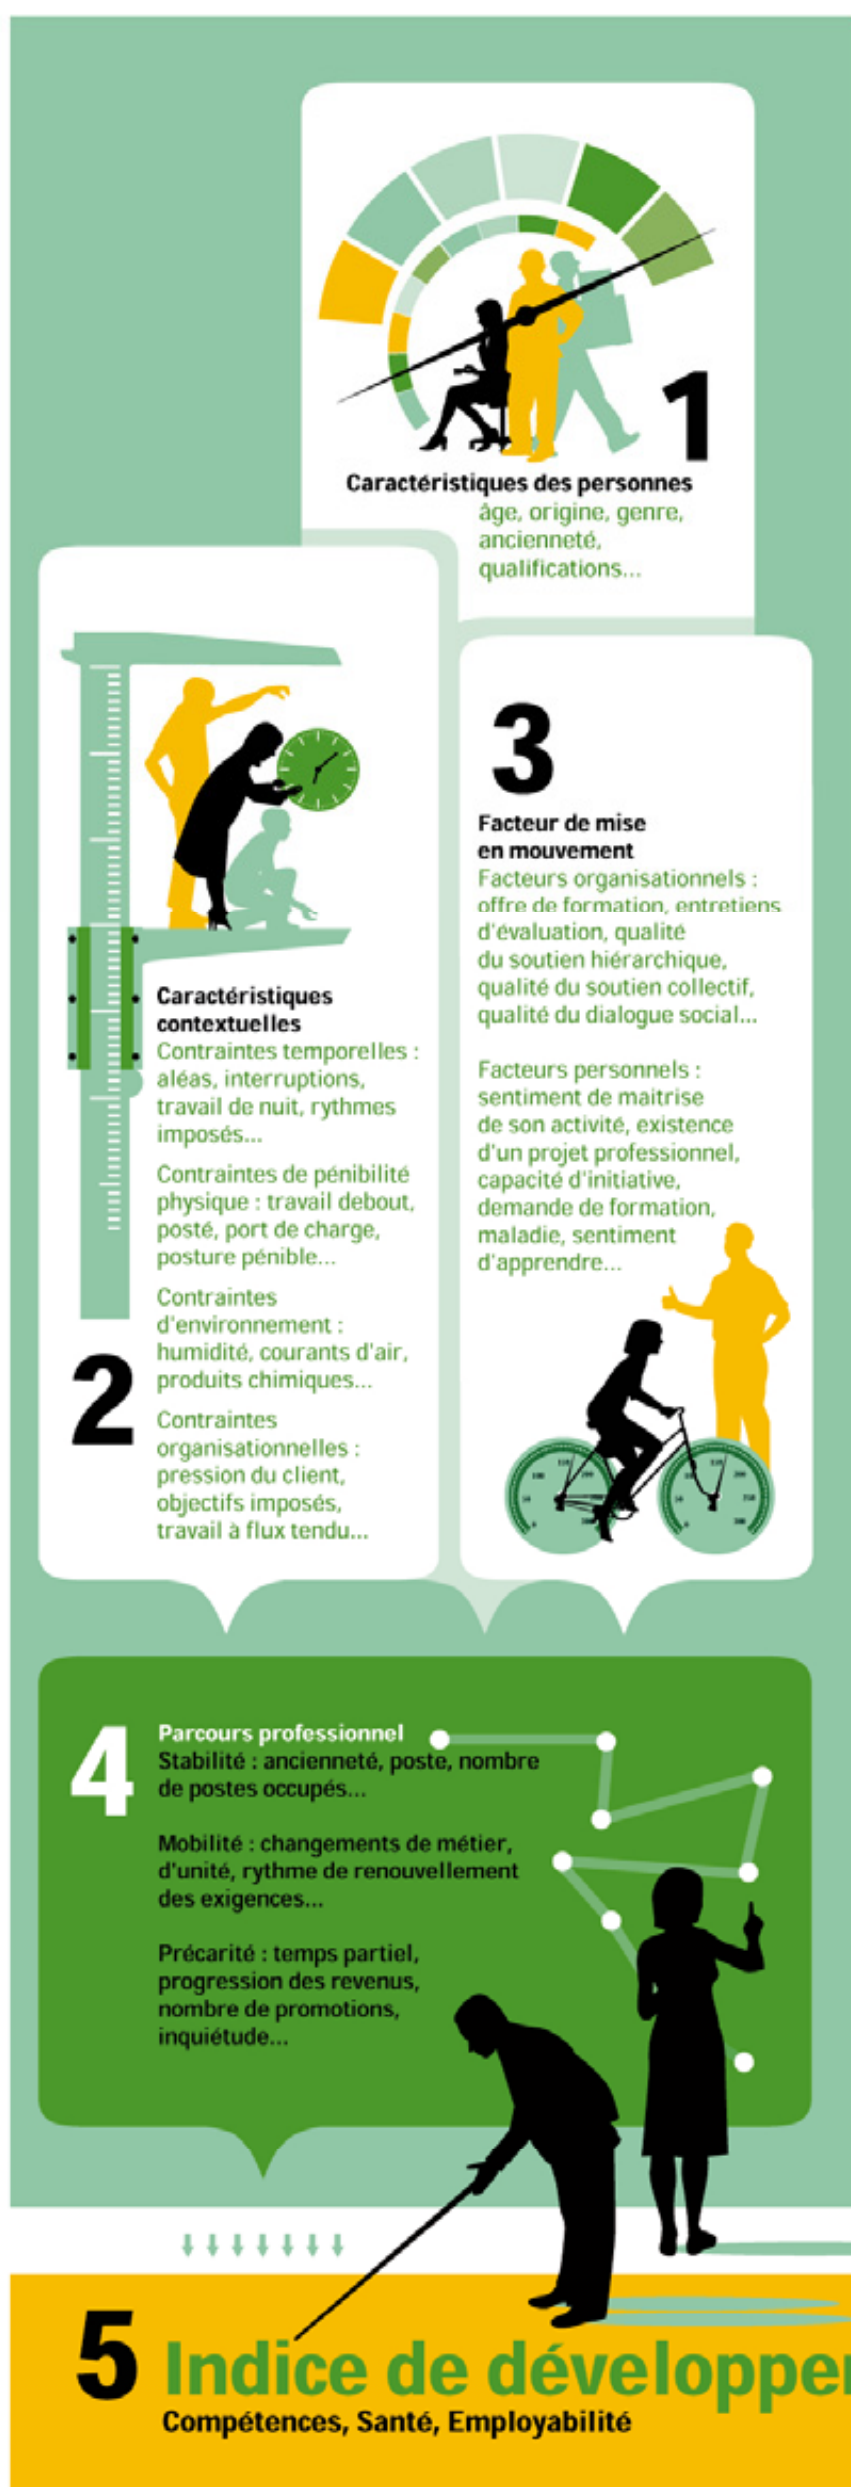 1
Caractéristiques des personnes
âge, origine, genre,
ancienneté,
qualifications...
2
Caractéristiques
contextuelles
Contraintes temporelles :
aléas, interruptions,
travail de nuit, rythmes
imposés...
Contraintes de pénibilité
physique : travail debout,
posté, port de charge,
posture pénible...
Contraintes
d'environnement :
humidité, courants d'air,
produits chimiques...
Contraintes
organisationnelles :
pression du client,
objectifs imposés,
travail à flux tendu...
3
Facteur de mise
en mouvement
Facteurs organisationnels :
offre de formation, entretiens
d'évaluation, qualité
du soutien hiérarchique,
qualité du soutien collectif,
qualité du dialogue social...
Facteurs personnels :
sentiment de maitrise
de son activité, existence
d'un projet professionnel,
capacité d'initiative,
demande de formation,
maladie, sentiment
d'apprendre...
4
Parcours professionnel
Stabilité : ancienneté, poste, nombre
de postes occupés...
Mobilité : changements de métier,
d'unité, rythme de renouvellement
des exigences...
Précarité : temps partiel,
progression des revenus,
nombre de promotions,
inquiétude...
5
Indice de développe
Compétences, Santé, Employabilité